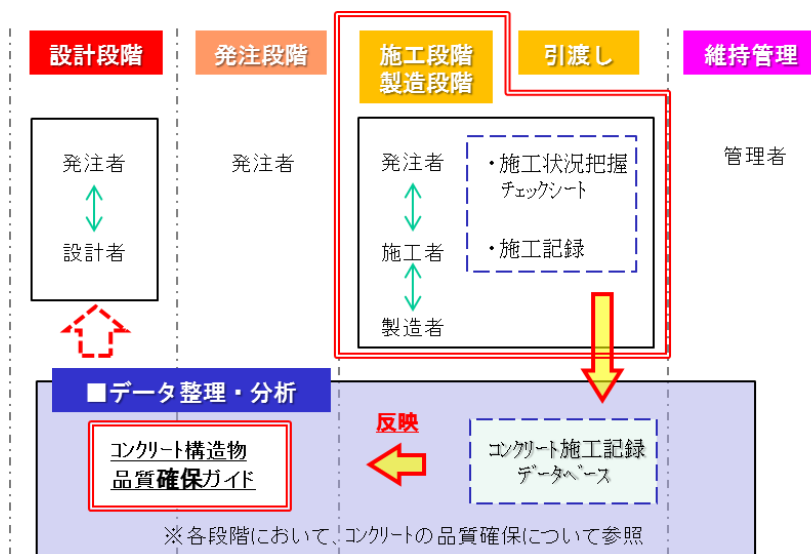 設計段階
発注段階
施工段階
製造段階
引渡し
維持管理
発注者
設計者
発注者
発注者
施工者
製造者
・施工状況把握
チェックシート
・施工記録
管理者
■データ整理・分析
コンクリート構造物
品質確保ガイド
反映
コンクリート施工記録
データベース
※各段階において、コンクリートの品質確保について参照